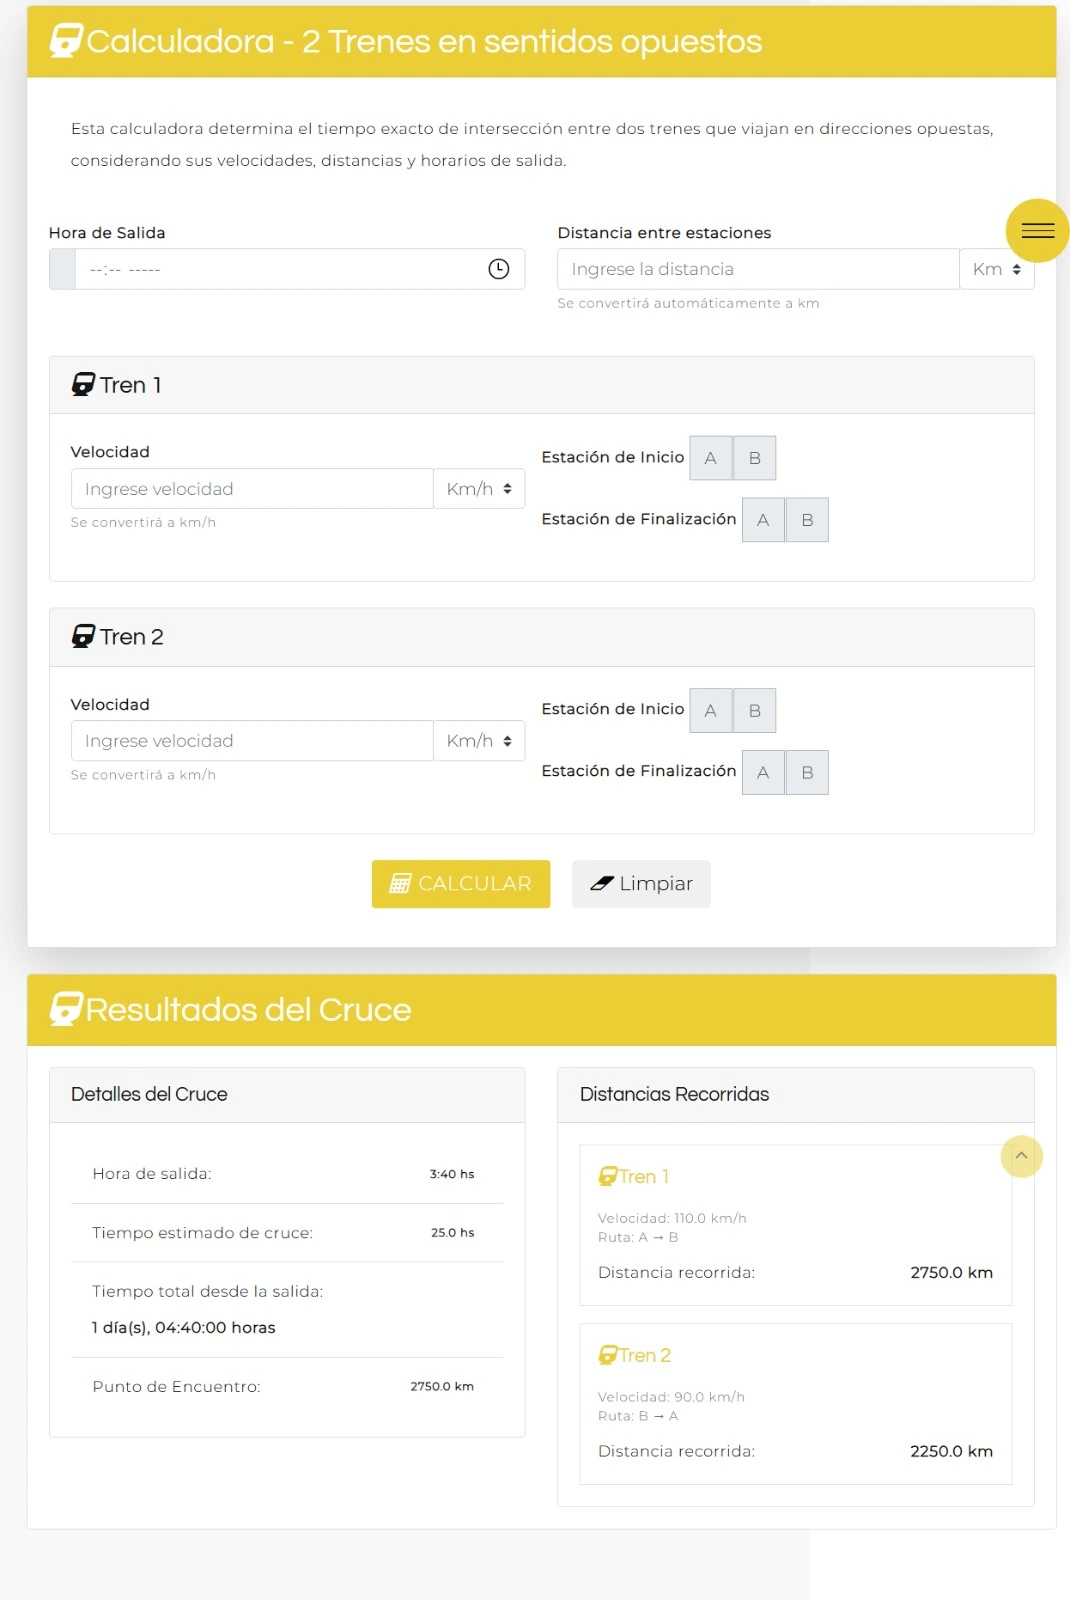 Calculadora - 2 Trenes en sentidos opuestos
Esta calculadora determina el tiempo exacto de intersección entre dos trenes que viajan en direcciones opuestas,
considerando sus velocidades, distancias y horarios de salida.
Hora de Salida
--:-- -----
Distancia entre estaciones
Ingrese la distancia
Km
Se convertirá automáticamente a km
Tren 1
Velocidad
Ingrese velocidad
Km/h
Se convertirá a km/h
Estación de Inicio A B
Estación de Finalización A B
Tren 2
Velocidad
Ingrese velocidad
Km/h
Se convertirá a km/h
Estación de Inicio A B
Estación de Finalización A B
CALCULAR
Limpiar
Resultados del Cruce
Detalles del Cruce
Hora de salida: 3:40 hs
Tiempo estimado de cruce: 25.0 hs
Tiempo total desde la salida:
1 día(s), 04:40:00 horas
Punto de Encuentro: 2750.0 km
Distancias Recorridas
Tren 1
Velocidad: 110.0 km/h
Ruta: A → B
Distancia recorrida: 2750.0 km
Tren 2
Velocidad: 90.0 km/h
Ruta: B → A
Distancia recorrida: 2250.0 km